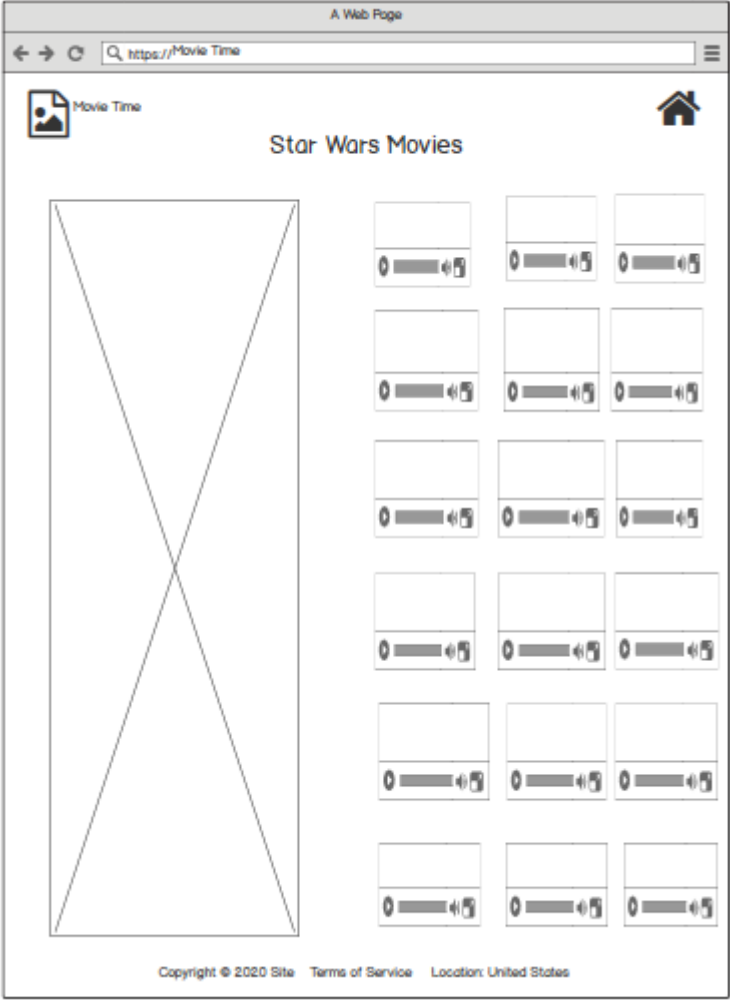 A Web Page
https://Movie Time
Movie Time
Star Wars Movies
Copyright © 2020 Site Terms of Service Location: United States